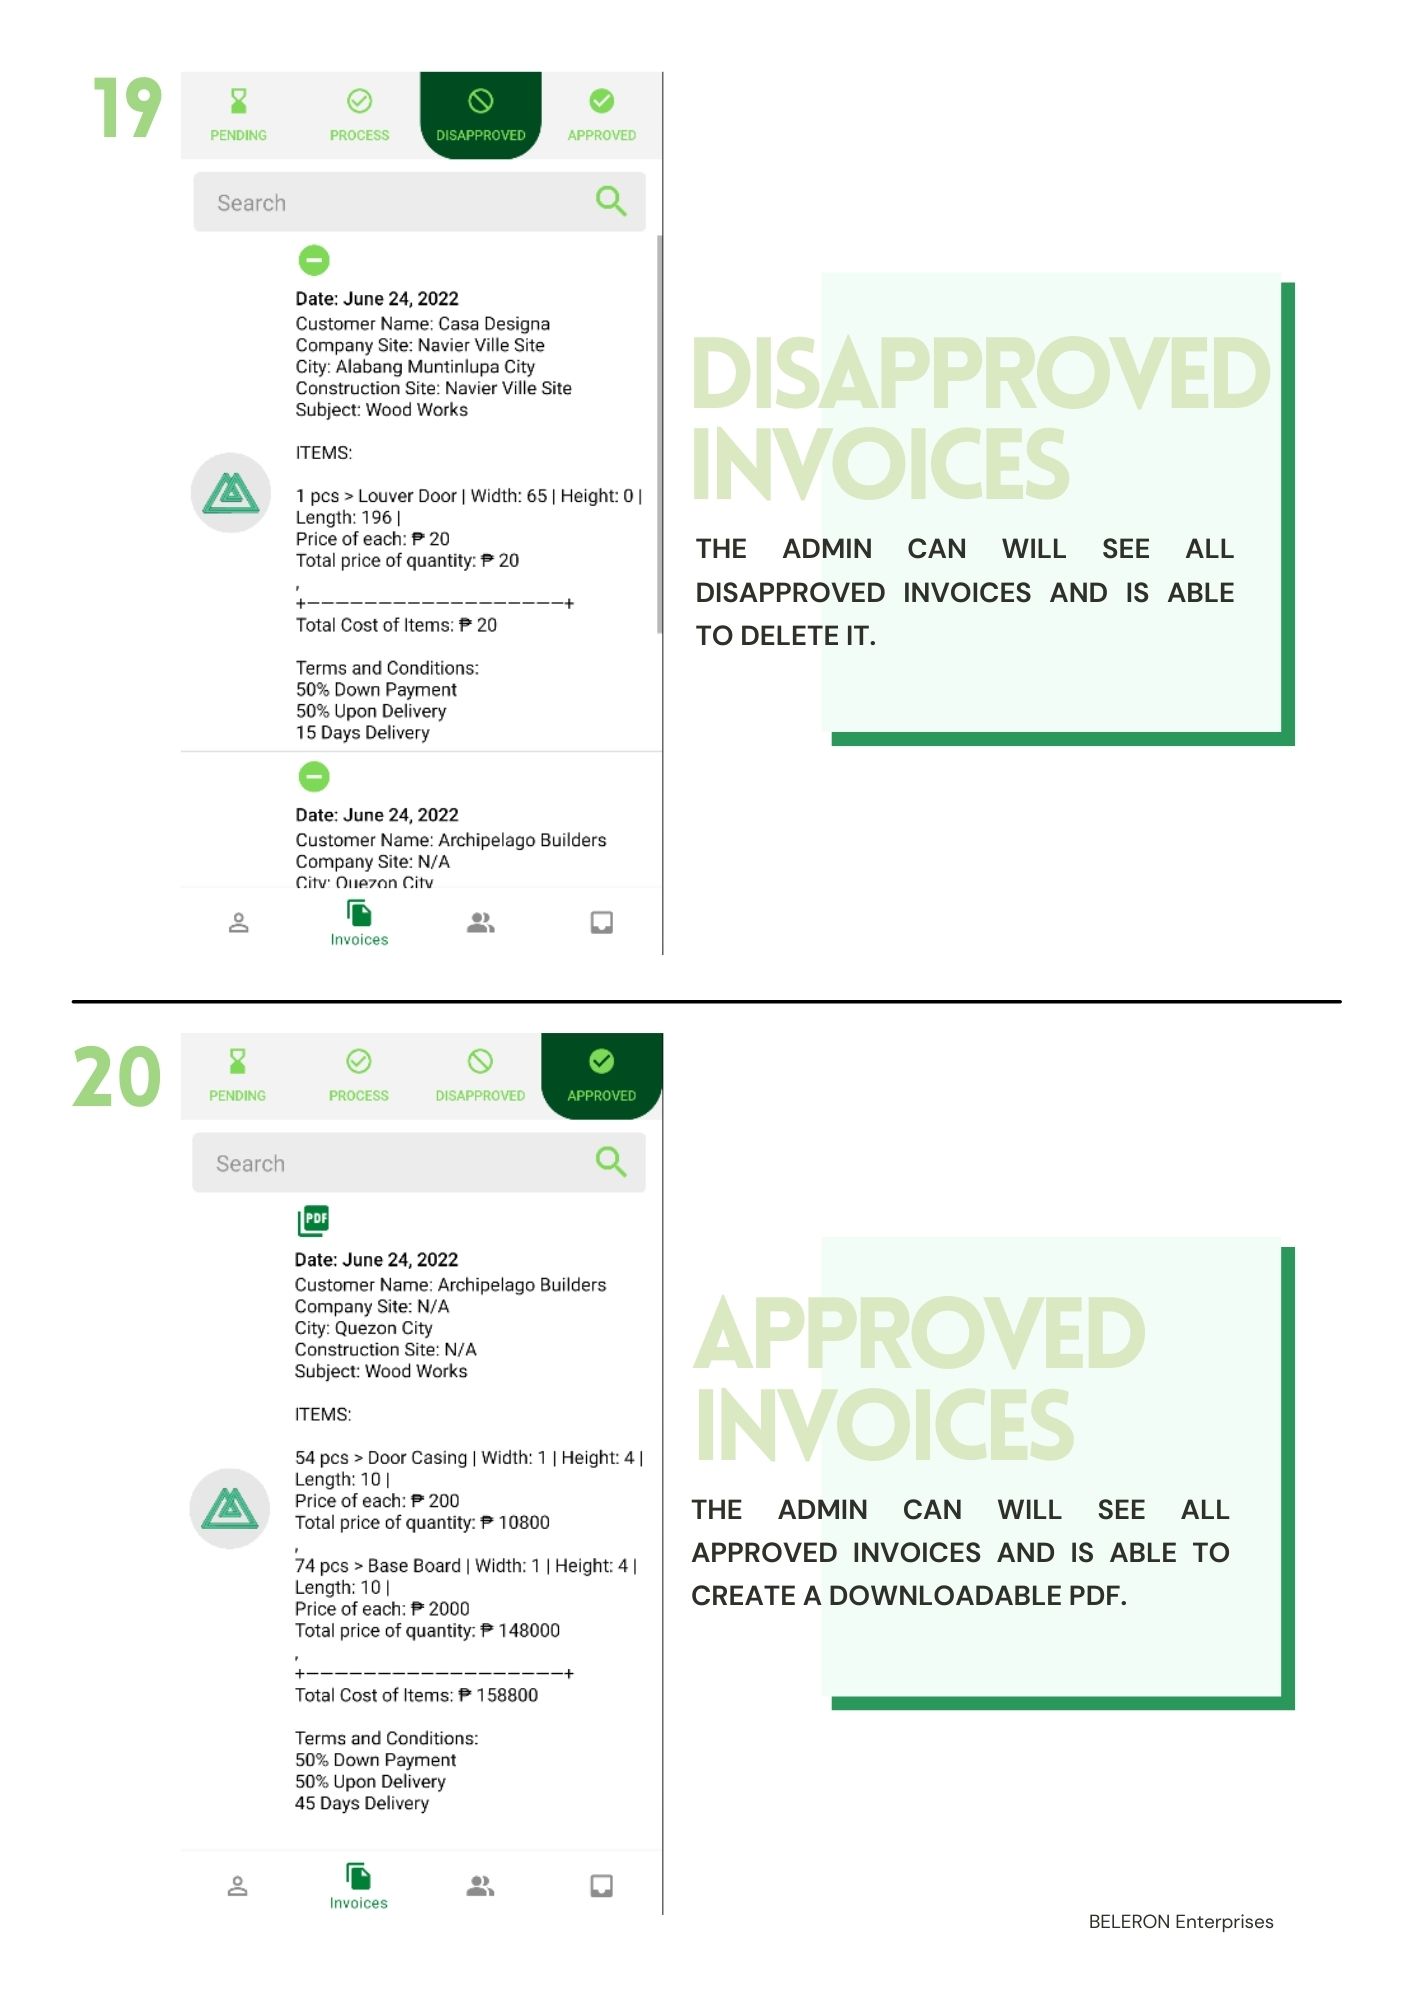 19
PENDING PROCESS DISAPPROVED APPROVED
Search
Date: June 24, 2022
Customer Name: Casa Designa
Company Site: Navier Ville Site
City: Alabang Muntinlupa City
Construction Site: Navier Ville Site
Subject: Wood Works
ITEMS:
1 pcs > Louver Door | Width: 65 | Height: 0 |
Length: 196 |
Price of each: ₱ 20
Total price of quantity: ₱ 20
,
+——————————————————+
Total Cost of Items: ₱ 20
Terms and Conditions:
50% Down Payment
50% Upon Delivery
15 Days Delivery
Date: June 24, 2022
Customer Name: Archipelago Builders
Company Site: N/A
City: Quezon City
Invoices
DISAPPROVED
INVOICES
THE ADMIN CAN WILL SEE ALL
DISAPPROVED INVOICES AND IS ABLE
TO DELETE IT.
20
PENDING PROCESS DISAPPROVED APPROVED
Search
PDF
Date: June 24, 2022
Customer Name: Archipelago Builders
Company Site: N/A
City: Quezon City
Construction Site: N/A
Subject: Wood Works
ITEMS:
54 pcs > Door Casing | Width: 1 | Height: 4 |
Length: 10 |
Price of each: ₱ 200
Total price of quantity: ₱ 10800
,
74 pcs > Base Board | Width: 1 | Height: 4 |
Length: 10 |
Price of each: ₱ 2000
Total price of quantity: ₱ 148000
,
+——————————————————+
Total Cost of Items: ₱ 158800
Terms and Conditions:
50% Down Payment
50% Upon Delivery
45 Days Delivery
Invoices
APPROVED
INVOICES
THE ADMIN CAN WILL SEE ALL
APPROVED INVOICES AND IS ABLE TO
CREATE A DOWNLOADABLE PDF.
BELERON Enterprises